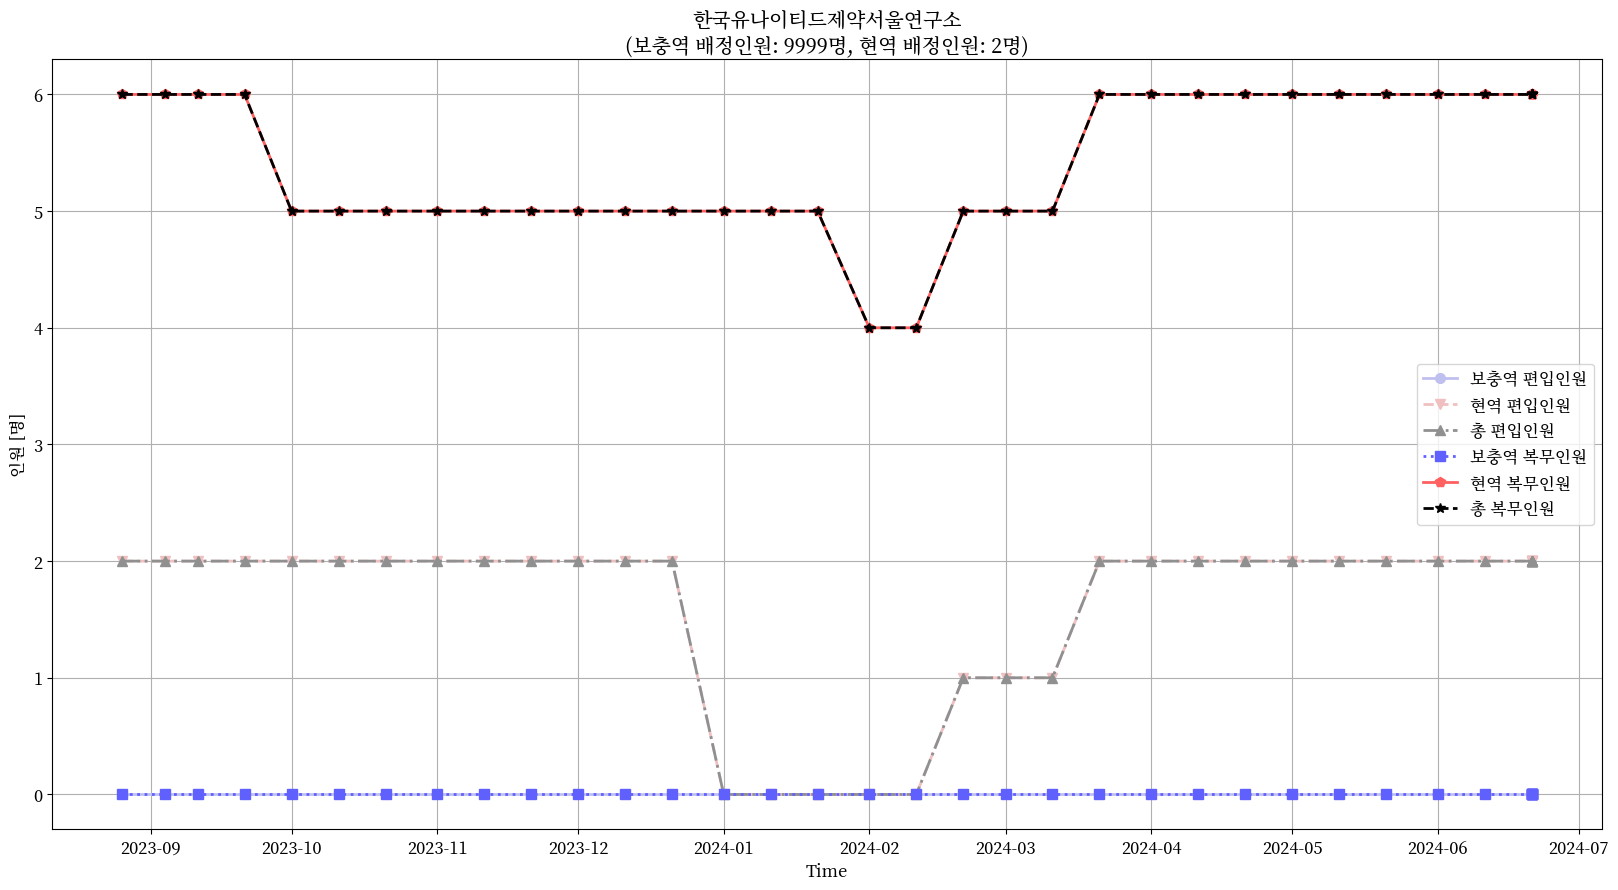 한국유나이티드제약서울연구소
(보충역 배정인원: 9999명, 현역 배정인원: 2명)
인원 [명]
6
5
4
3
2
1
0
보충역 편입인원
현역 편입인원
총 편입인원
보충역 복무인원
현역 복무인원
총 복무인원
2023-09 2023-10 2023-11 2023-12 2024-01 2024-02 2024-03 2024-04 2024-05 2024-06 2024-07
Time